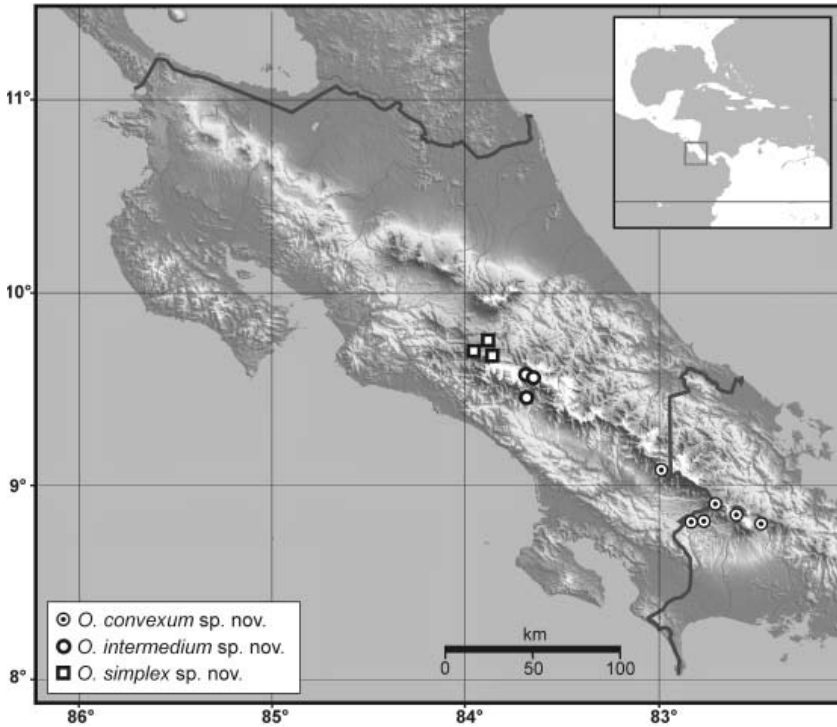 11°
10°
9°
8°
O. convexum sp. nov.
O. intermedium sp. nov.
O. simplex sp. nov.
km
0 50 100
86° 85° 84° 83°